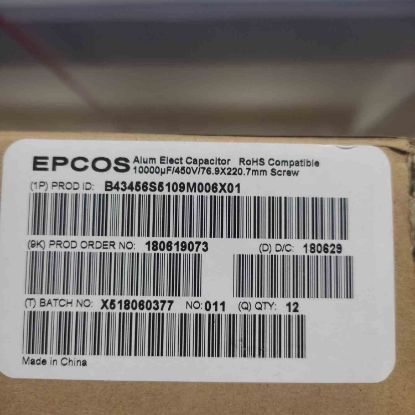 EPCOS Alum Elect Capacitor RoHS Compatible
10000µF/450V/76.9X220.7mm Screw
(1P) PROD ID: B43456S5109M006X01
(9K) PROD ORDER NO: 180619073 (D) D/C: 180629
(T) BATCH NO: X518060377 NO: 011 (Q) QTY: 12
Made in China